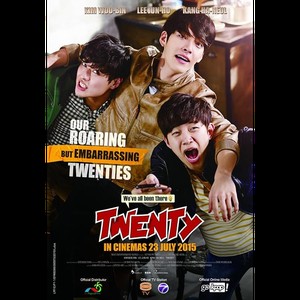 KIM WOO-BIN LEE JUN-HO KANG HA-NEUL
OUR
ROARING
BUT EMBARRASSING
TWENTIES
We've all been there
TWENTY
IN CINEMAS 23 JULY 2015
Official Distributor
Official TV Station
Official Online Media